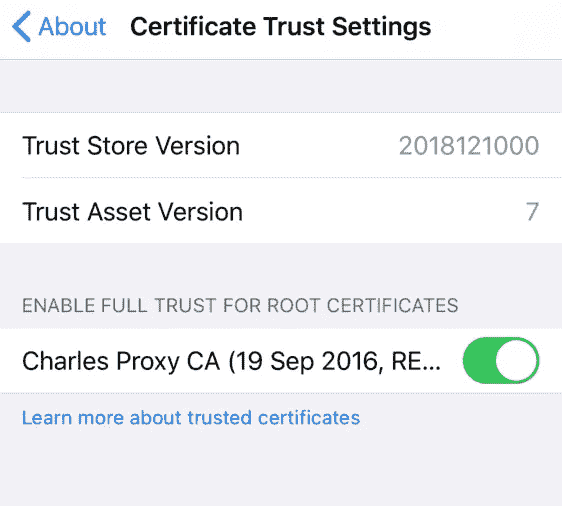 About Certificate Trust Settings
Trust Store Version 2018121000
Trust Asset Version 7
ENABLE FULL TRUST FOR ROOT CERTIFICATES
Charles Proxy CA (19 Sep 2016, RE...
Learn more about trusted certificates